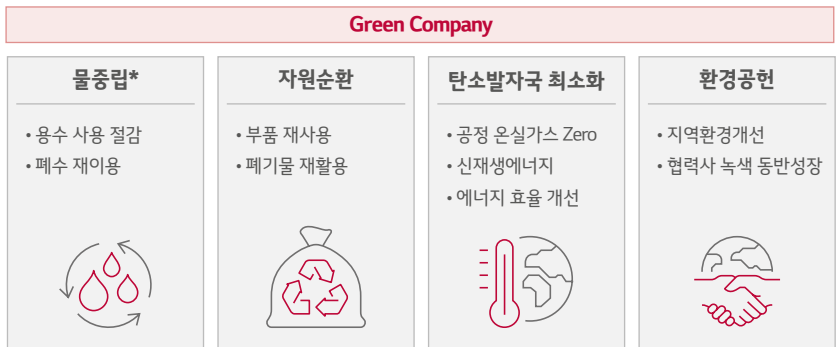 Green Company
물중립*
• 용수 사용 절감
• 폐수 재이용
자원순환
• 부품 재사용
• 폐기물 재활용
탄소발자국 최소화
• 공정 온실가스 Zero
• 신재생에너지
• 에너지 효율 개선
환경공헌
• 지역환경개선
• 협력사 녹색 동반성장